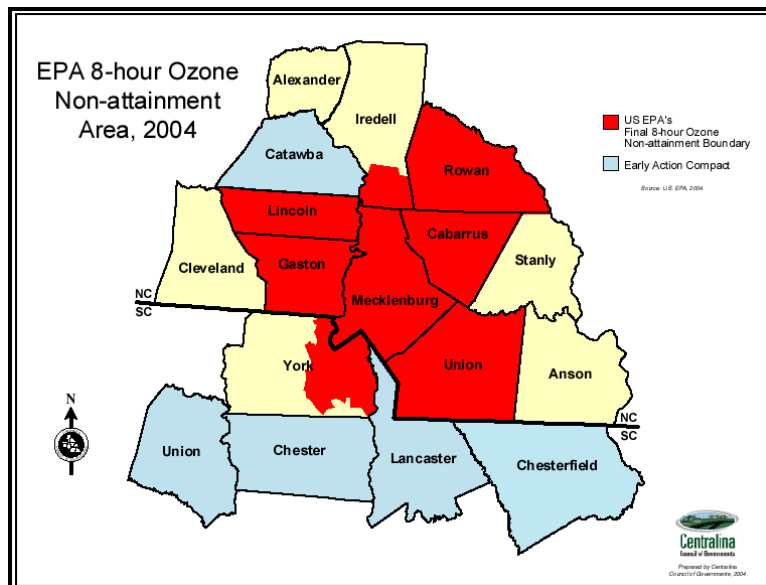 EPA 8-hour Ozone
Non-attainment
Area, 2004
Alexander
Iredell
US EPA's
Final 8-hour Ozone
Non-attainment Boundary
Early Action Compact
Source: U.S. EPA, 2004.
Catawba
Rowan
Lincoln
Cabarrus
Stanly
Cleveland
Gaston
Mecklenburg
NC
SC
York
Union
Anson
N
NC
SC
Union
Chester
Lancaster
Chesterfield
Centralina
Council of Governments
Prepared by Centralina
Council of Governments, 2004.